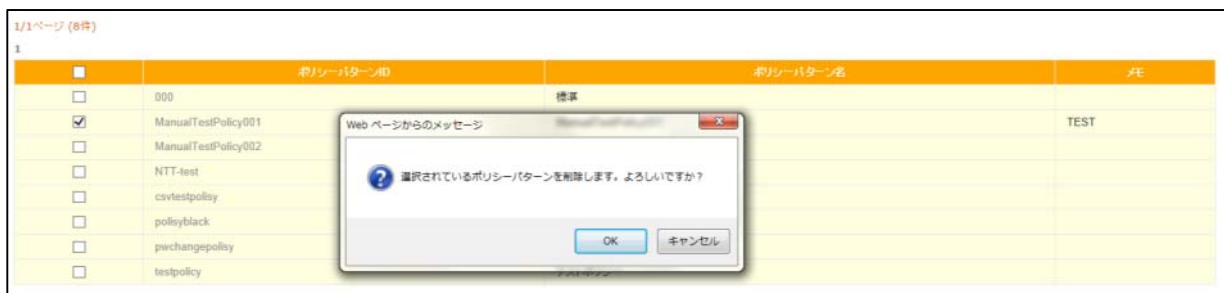 1/1ページ (8件)
1
ポリシーパターンID ポリシーパターン名 メモ
000 標準
ManualTestPolicy001 TEST
ManualTestPolicy002
NTT-test
csvtestpolisy
polisyblack
pwchangepolisy
testpolicy
Web ページからのメッセージ
選択されているポリシーパターンを削除します。よろしいですか?
OK キャンセル